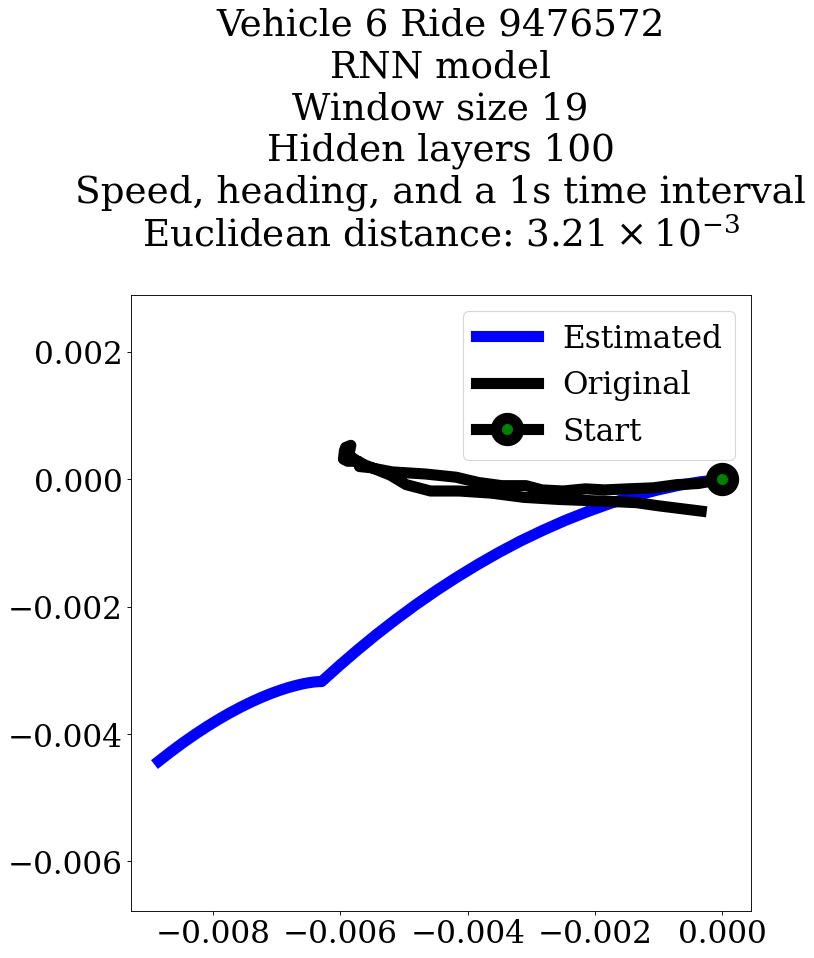 Vehicle 6 Ride 9476572
RNN model
Window size 19
Hidden layers 100
Speed, heading, and a 1s time interval
Euclidean distance: 3.21 × 10⁻³
Estimated
Original
Start
0.002
0.000
−0.002
−0.004
−0.006
−0.008 −0.006 −0.004 −0.002 0.000